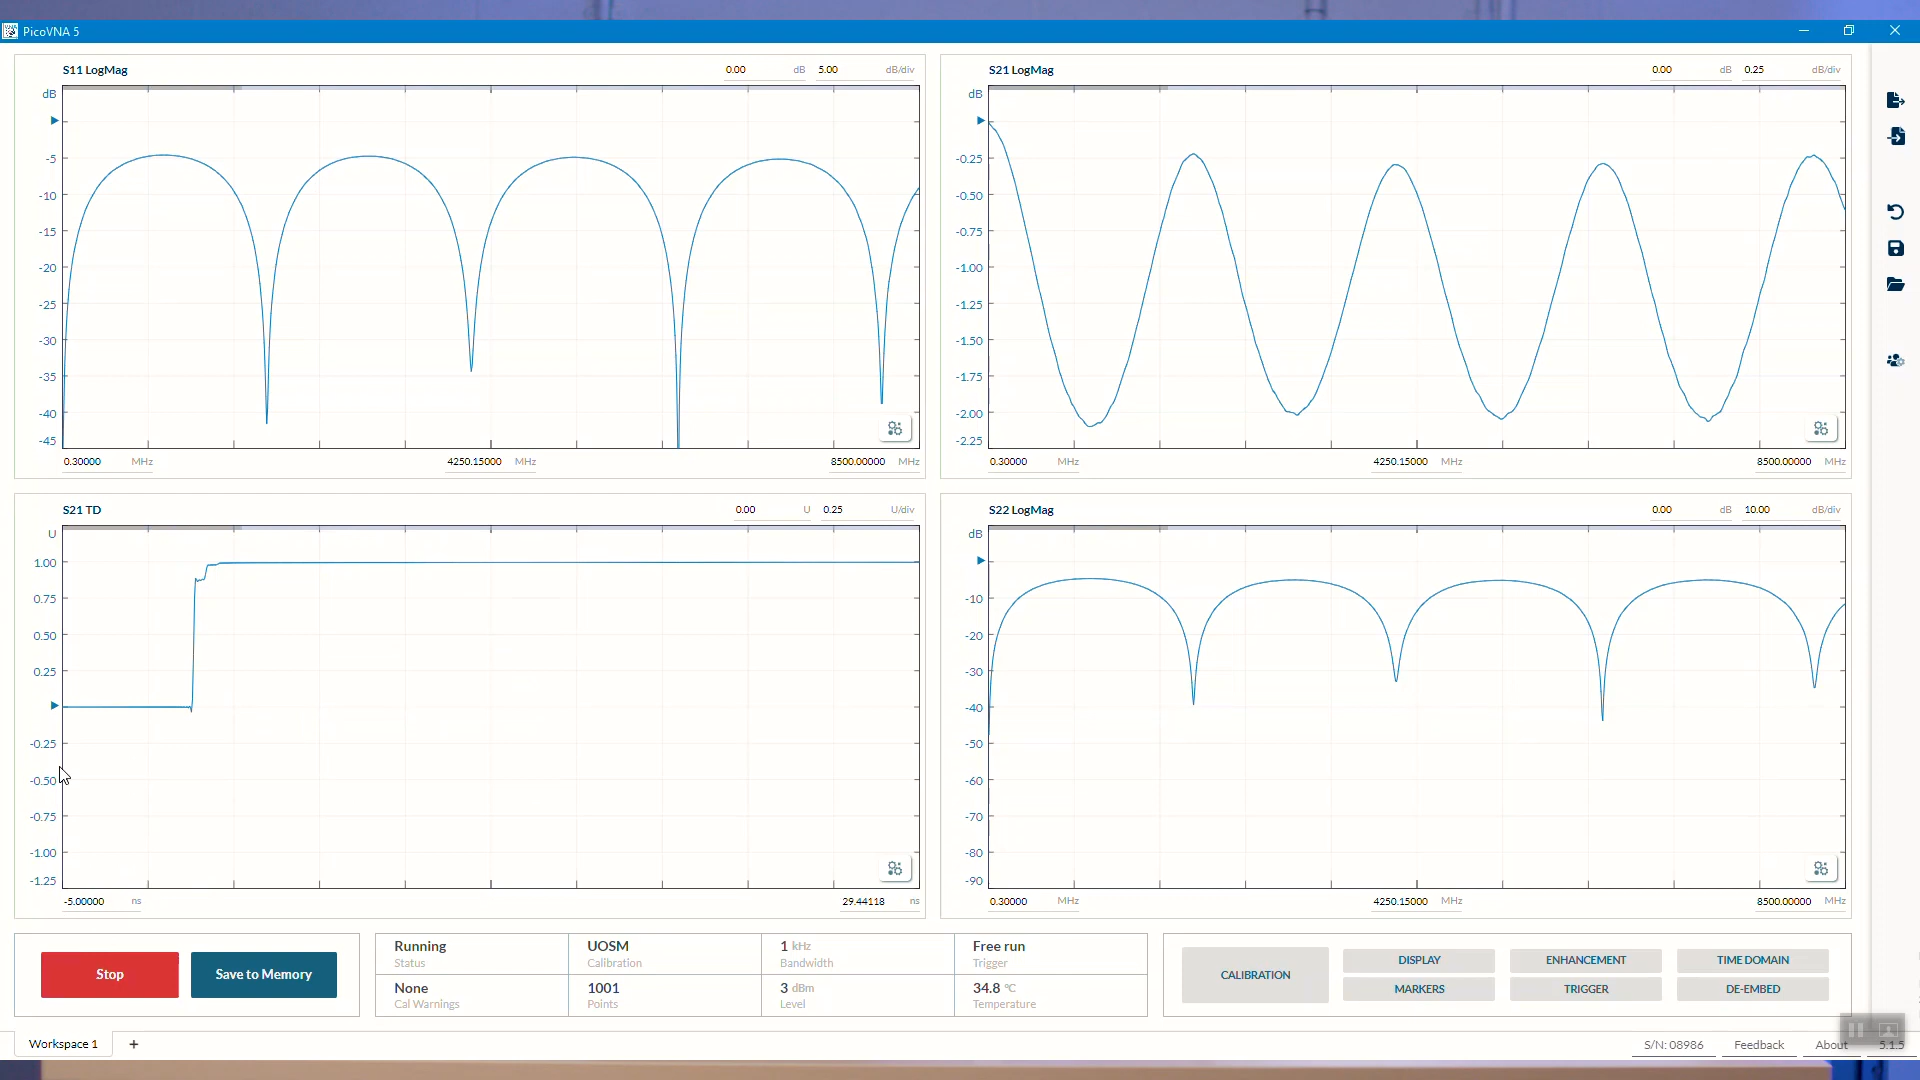 PicoVNA 5
S11 LogMag 0.00 dB 5.00 dB/div
dB
-5
-10
-15
-20
-25
-30
-35
-40
-45
0.30000 MHz 4250.15000 MHz 8500.00000 MHz
S21 LogMag 0.00 dB 0.25 dB/div
dB
-0.25
-0.50
-0.75
-1.00
-1.25
-1.50
-1.75
-2.00
-2.25
0.30000 MHz 4250.15000 MHz 8500.00000 MHz
S21 TD 0.00 U 0.25 U/div
U
1.00
0.75
0.50
0.25
-0.25
-0.50
-0.75
-1.00
-1.25
-5.00000 ns 29.44118 ns
S22 LogMag 0.00 dB 10.00 dB/div
dB
-10
-20
-30
-40
-50
-60
-70
-80
-90
0.30000 MHz 4250.15000 MHz 8500.00000 MHz
Stop Save to Memory
Running UOSM 1 kHz Free run
Status Calibration Bandwidth Trigger
None 1001 3 dBm 34.8 °C
Cal Warnings Points Level Temperature
CALIBRATION
DISPLAY ENHANCEMENT TIME DOMAIN
MARKERS TRIGGER DE-EMBED
Workspace 1 + S/N: 08986 Feedback About 5.1.5